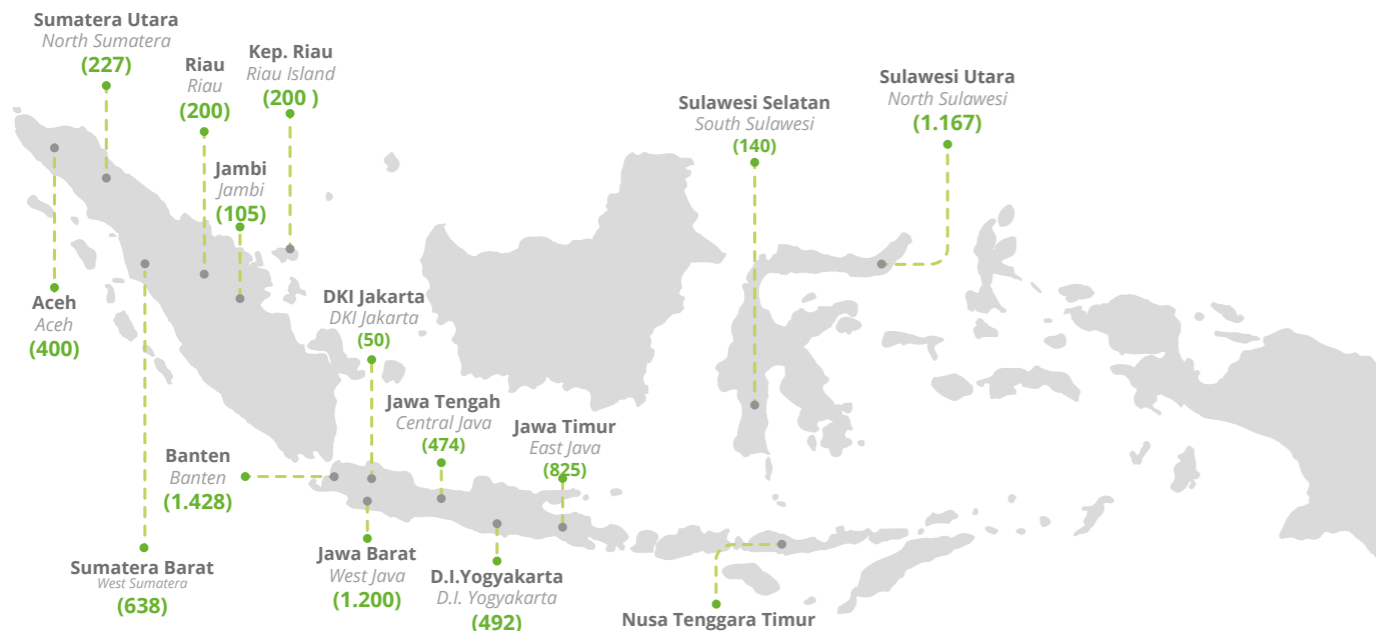 Sumatera Utara
North Sumatera
(227)
Riau
Riau
(200)
Kep. Riau
Riau Island
(200 )
Jambi
Jambi
(105)
Sulawesi Selatan
South Sulawesi
(140)
Sulawesi Utara
North Sulawesi
(1.167)
Aceh
Aceh
(400)
DKI Jakarta
DKI Jakarta
(50)
Jawa Tengah
Central Java
(474)
Jawa Timur
East Java
(825)
Banten
Banten
(1.428)
Sumatera Barat
West Sumatera
(638)
Jawa Barat
West Java
(1.200)
D.I.Yogyakarta
D.I. Yogyakarta
(492)
Nusa Tenggara Timur